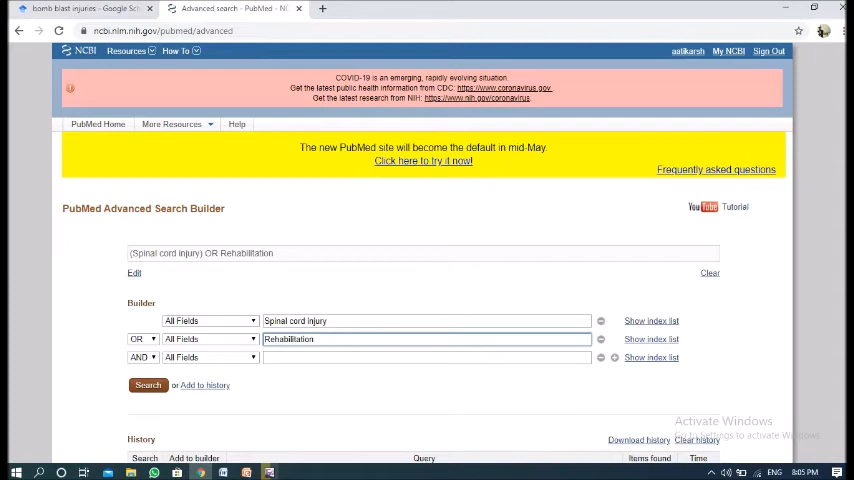 bomb blast injuries - Google Sch
Advanced search - PubMed - NC
ncbi.nlm.nih.gov/pubmed/advanced
NCBI Resources How To aatikarsh My NCBI Sign Out
COVID-19 is an emerging, rapidly evolving situation.
Get the latest public health information from CDC: https://www.coronavirus.gov
Get the latest research from NIH: https://www.nih.gov/coronavirus.
PubMed Home More Resources Help
The new PubMed site will become the default in mid-May.
Click here to try it now!
Frequently asked questions
PubMed Advanced Search Builder
YouTube Tutorial
(Spinal cord injury) OR Rehabilitation
Edit Clear
Builder
All Fields Spinal cord injury Show index list
OR All Fields Rehabilitation Show index list
AND All Fields Show index list
Search or Add to history
Activate Windows
Go to Settings to activate Windows.
History Download history Clear history
Search Add to builder Query Items found Time
ENG 8:05 PM